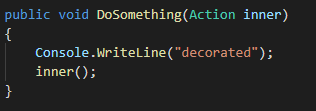 public void DoSomething(Action inner)
{
    Console.WriteLine("decorated");
    inner();
}